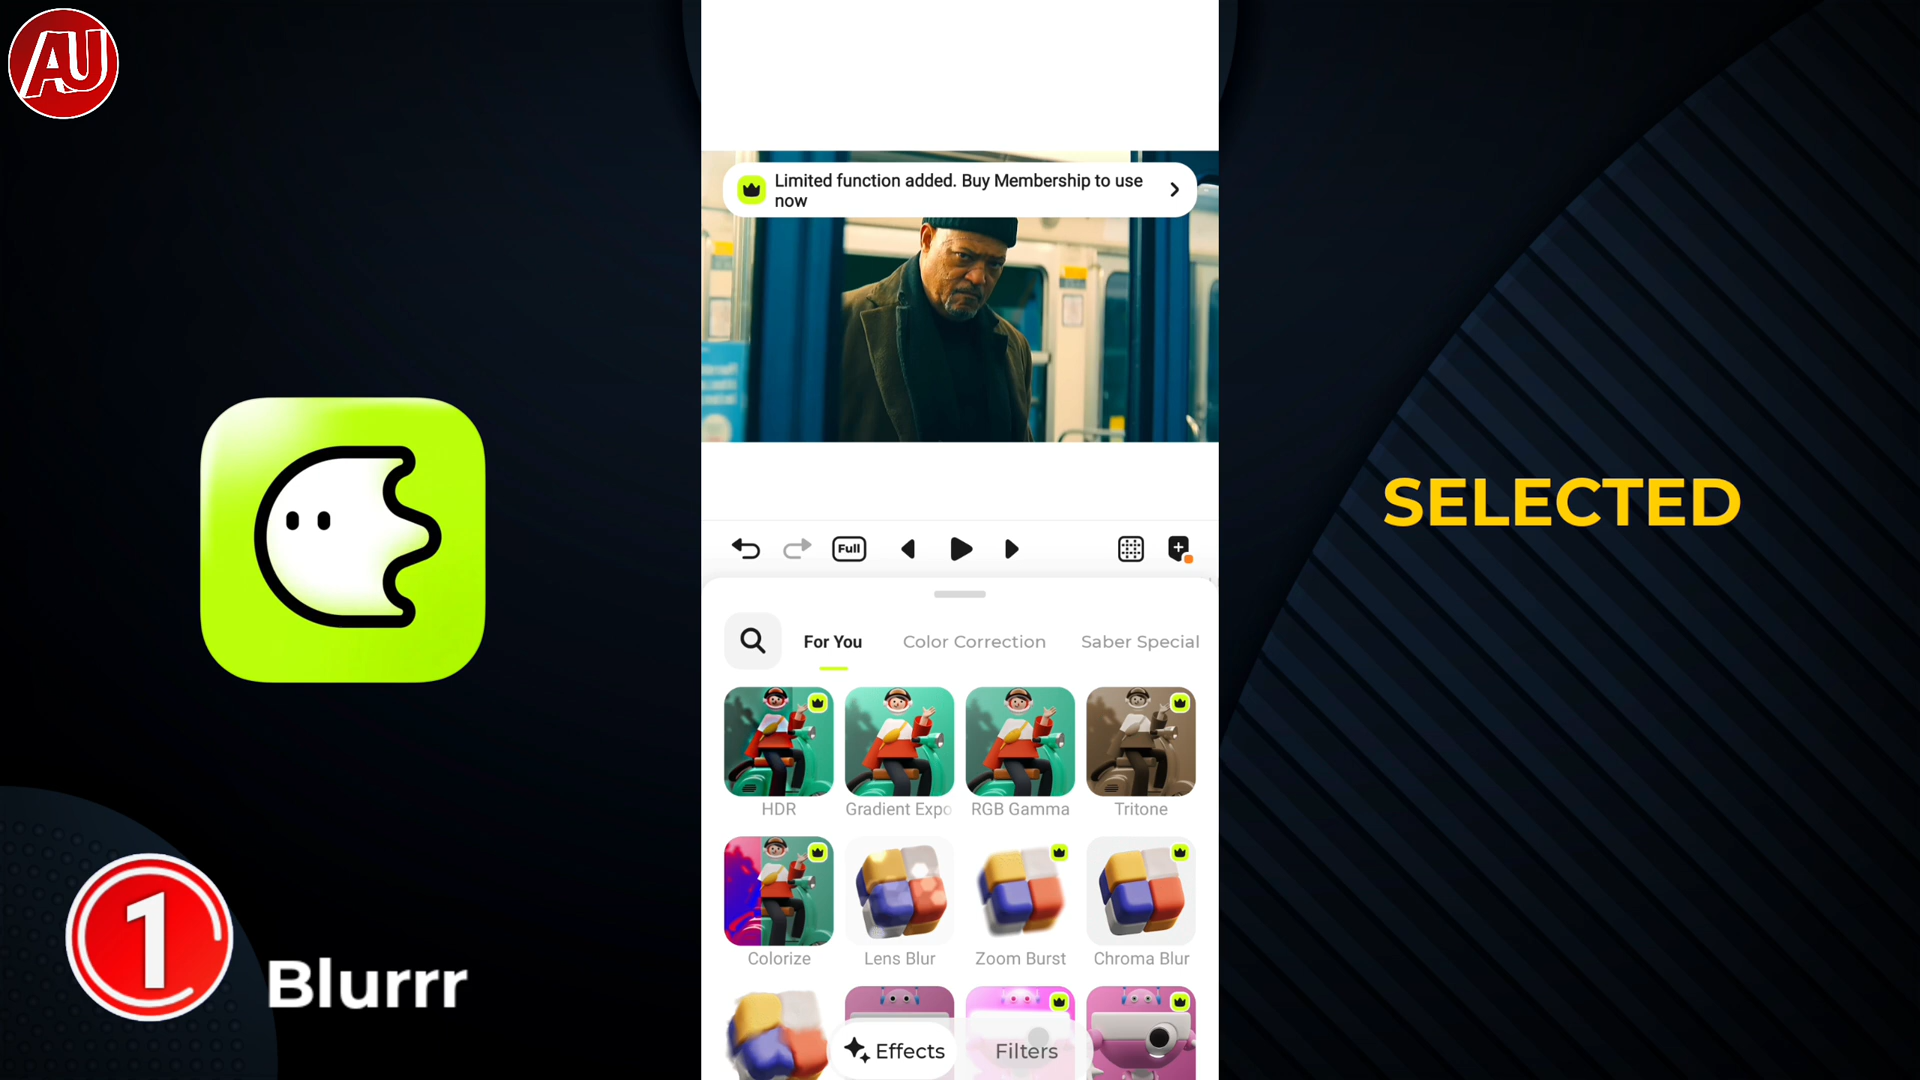 AU
Limited function added. Buy Membership to use
now
SELECTED
Full
For You
Color Correction
Saber Special
HDR
Gradient Expo
RGB Gamma
Tritone
Colorize
Lens Blur
Zoom Burst
Chroma Blur
1
Blurrr
Effects
Filters